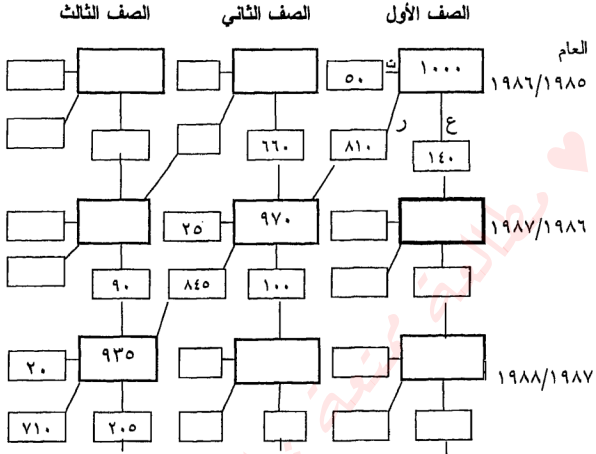 الصف الأول الصف الثاني الصف الثالث
العام
١٩٨٦/١٩٨٥ ١٠٠٠ ت ٥٠
ع ر
١٤٠ ٨١٠ ٦٦٠
١٩٨٧/١٩٨٦ ٩٧٠ ٢٥
١٠٠ ٨٤٥ ٩٠
١٩٨٨/١٩٨٧ ٩٣٥ ٢٠
٢٠٥ ٧١٠